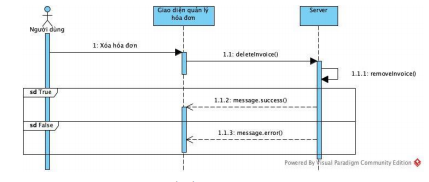 Giao diện quản lý
hóa đơn
Server
Người dùng
1: Xóa hóa đơn
1.1: deleteInvoice()
1.1.1: removeInvoice()
sd True
1.1.2: message.success()
sd False
1.1.3: message.error()
Powered By Visual Paradigm Community Edition